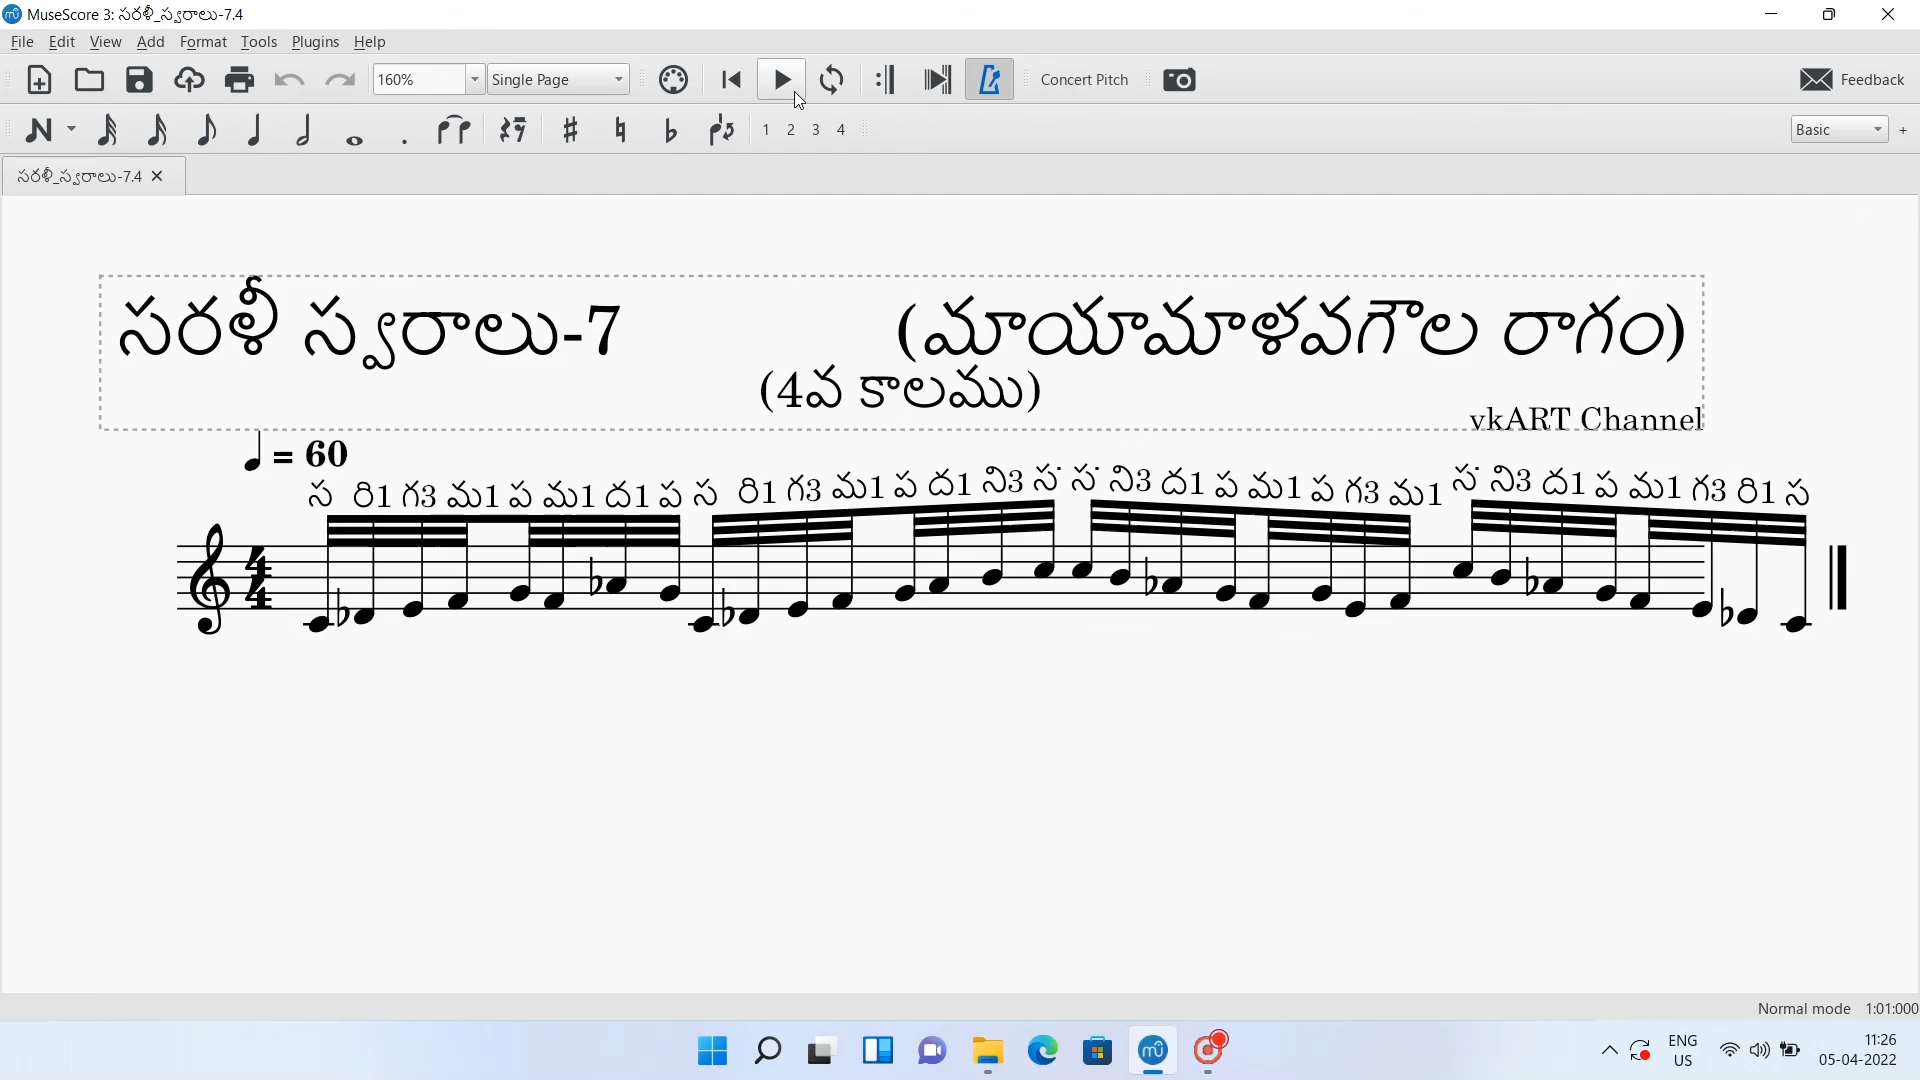 MuseScore 3: సరళీ_స్వరాలు-7.4
File Edit View Add Format Tools Plugins Help
160% Single Page Concert Pitch Feedback
1 2 3 4 Basic +
సరళీ_స్వరాలు-7.4
సరళీ స్వరాలు-7 (మాయామాళవగౌల రాగం)
(4వ కాలము)
vkART Channel
= 60
స రి1 గ3 మ1 ప మ1 ద1 ప స రి1 గ3 మ1 ప ద1 ని3 స స ని3 ద1 ప మ1 ప గ3 మ1 స ని3 ద1 ప మ1 గ3 రి1 స
4
4
Normal mode 1:01:000
ENG
US
11:26
05-04-2022